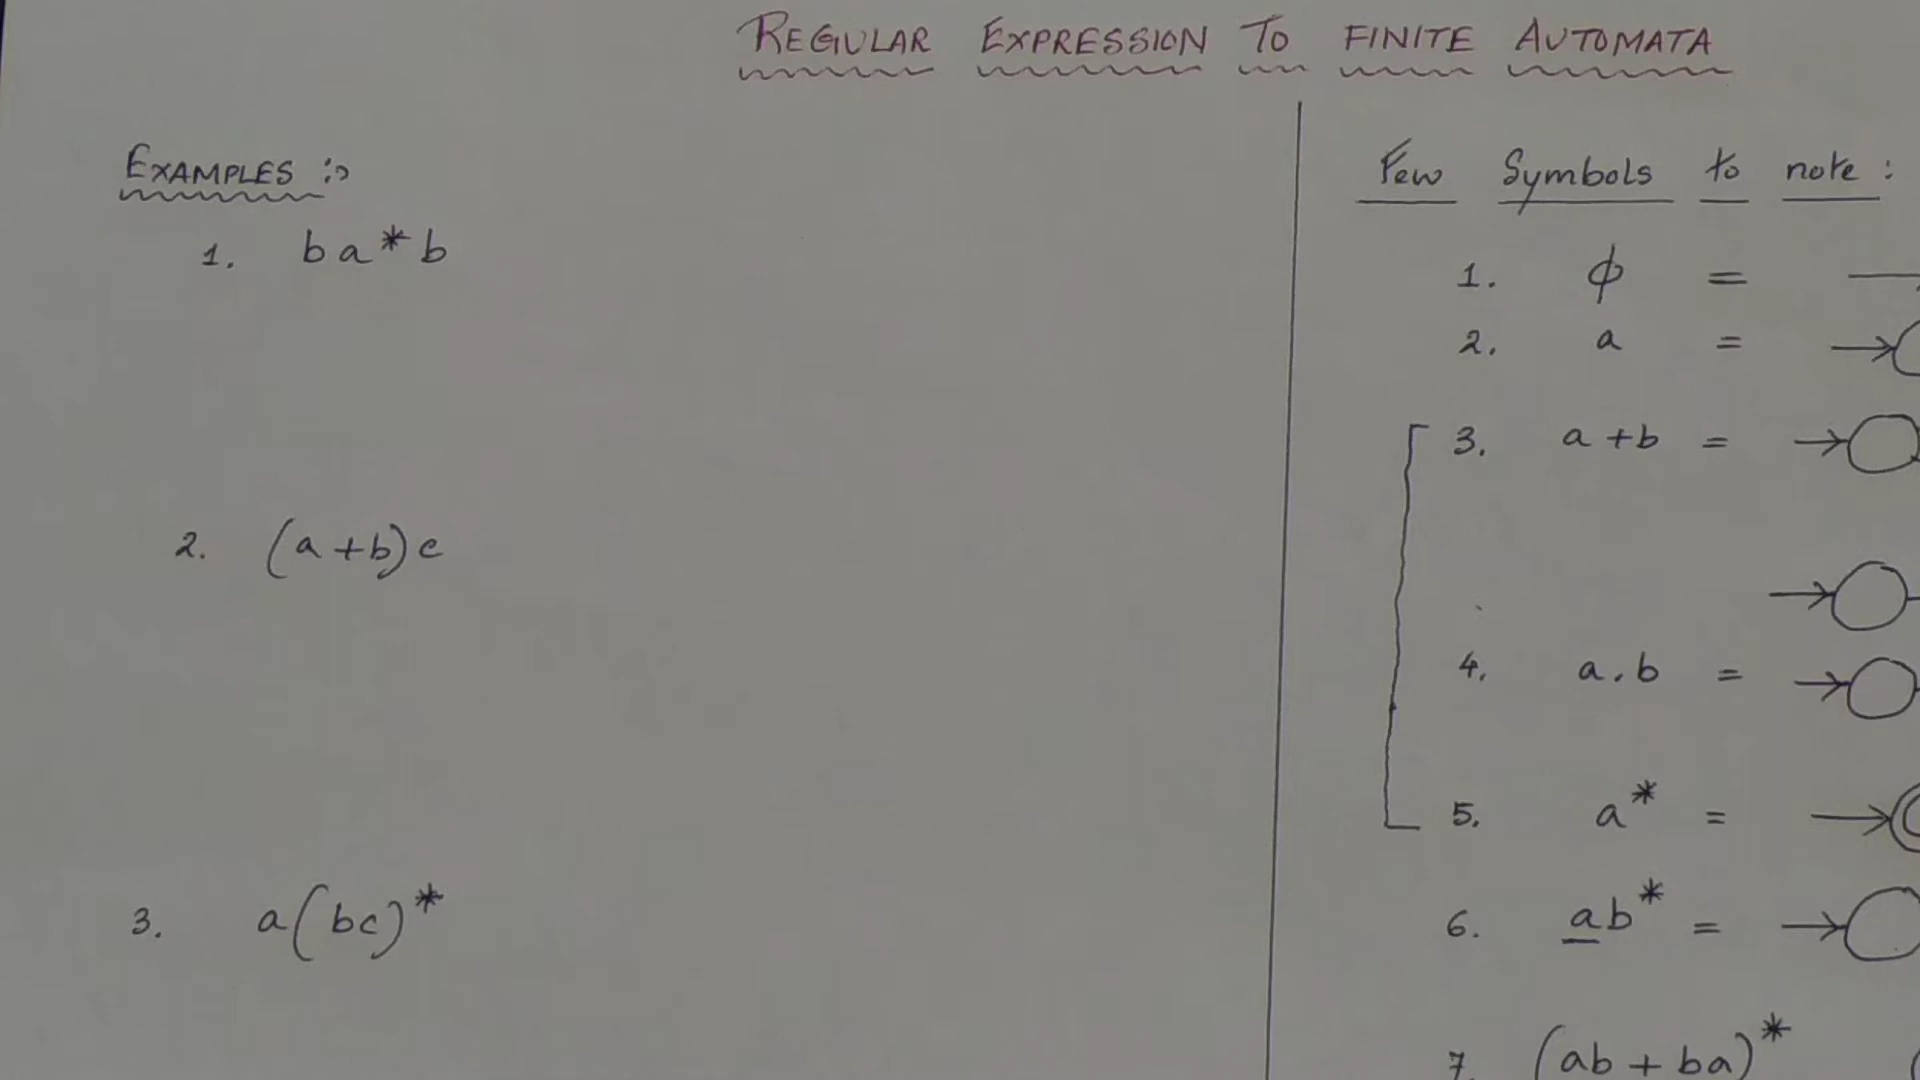 REGULAR EXPRESSION TO FINITE AUTOMATA
EXAMPLES :-
1. ba*b
2. (a+b)c
3. a(bc)*
Few Symbols to note :
1. φ =
2. a =
3. a+b =
4. a.b =
5. a* =
6. ab* =
7. (ab + ba)*